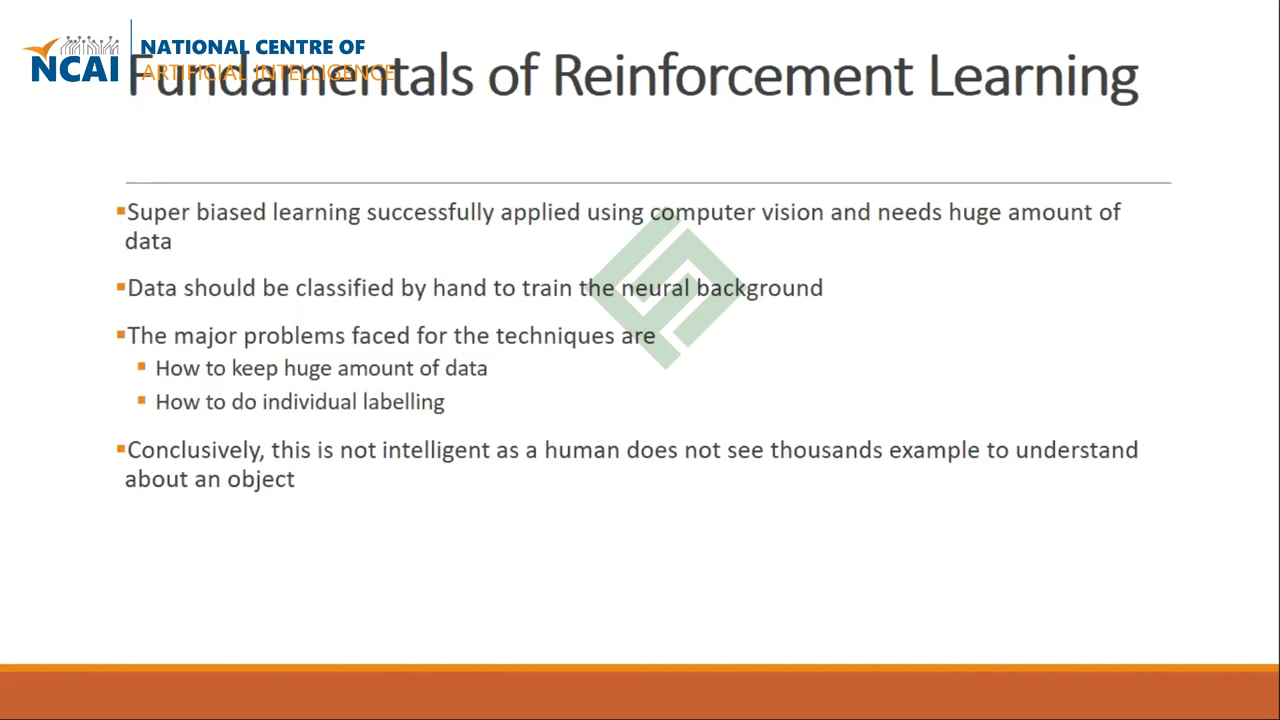 NCAI
NATIONAL CENTRE OF
ARTIFICIAL INTELLIGENCE
Fundamentals of Reinforcement Learning
Super biased learning successfully applied using computer vision and needs huge amount of
data
Data should be classified by hand to train the neural background
The major problems faced for the techniques are
How to keep huge amount of data
How to do individual labelling
Conclusively, this is not intelligent as a human does not see thousands example to understand
about an object